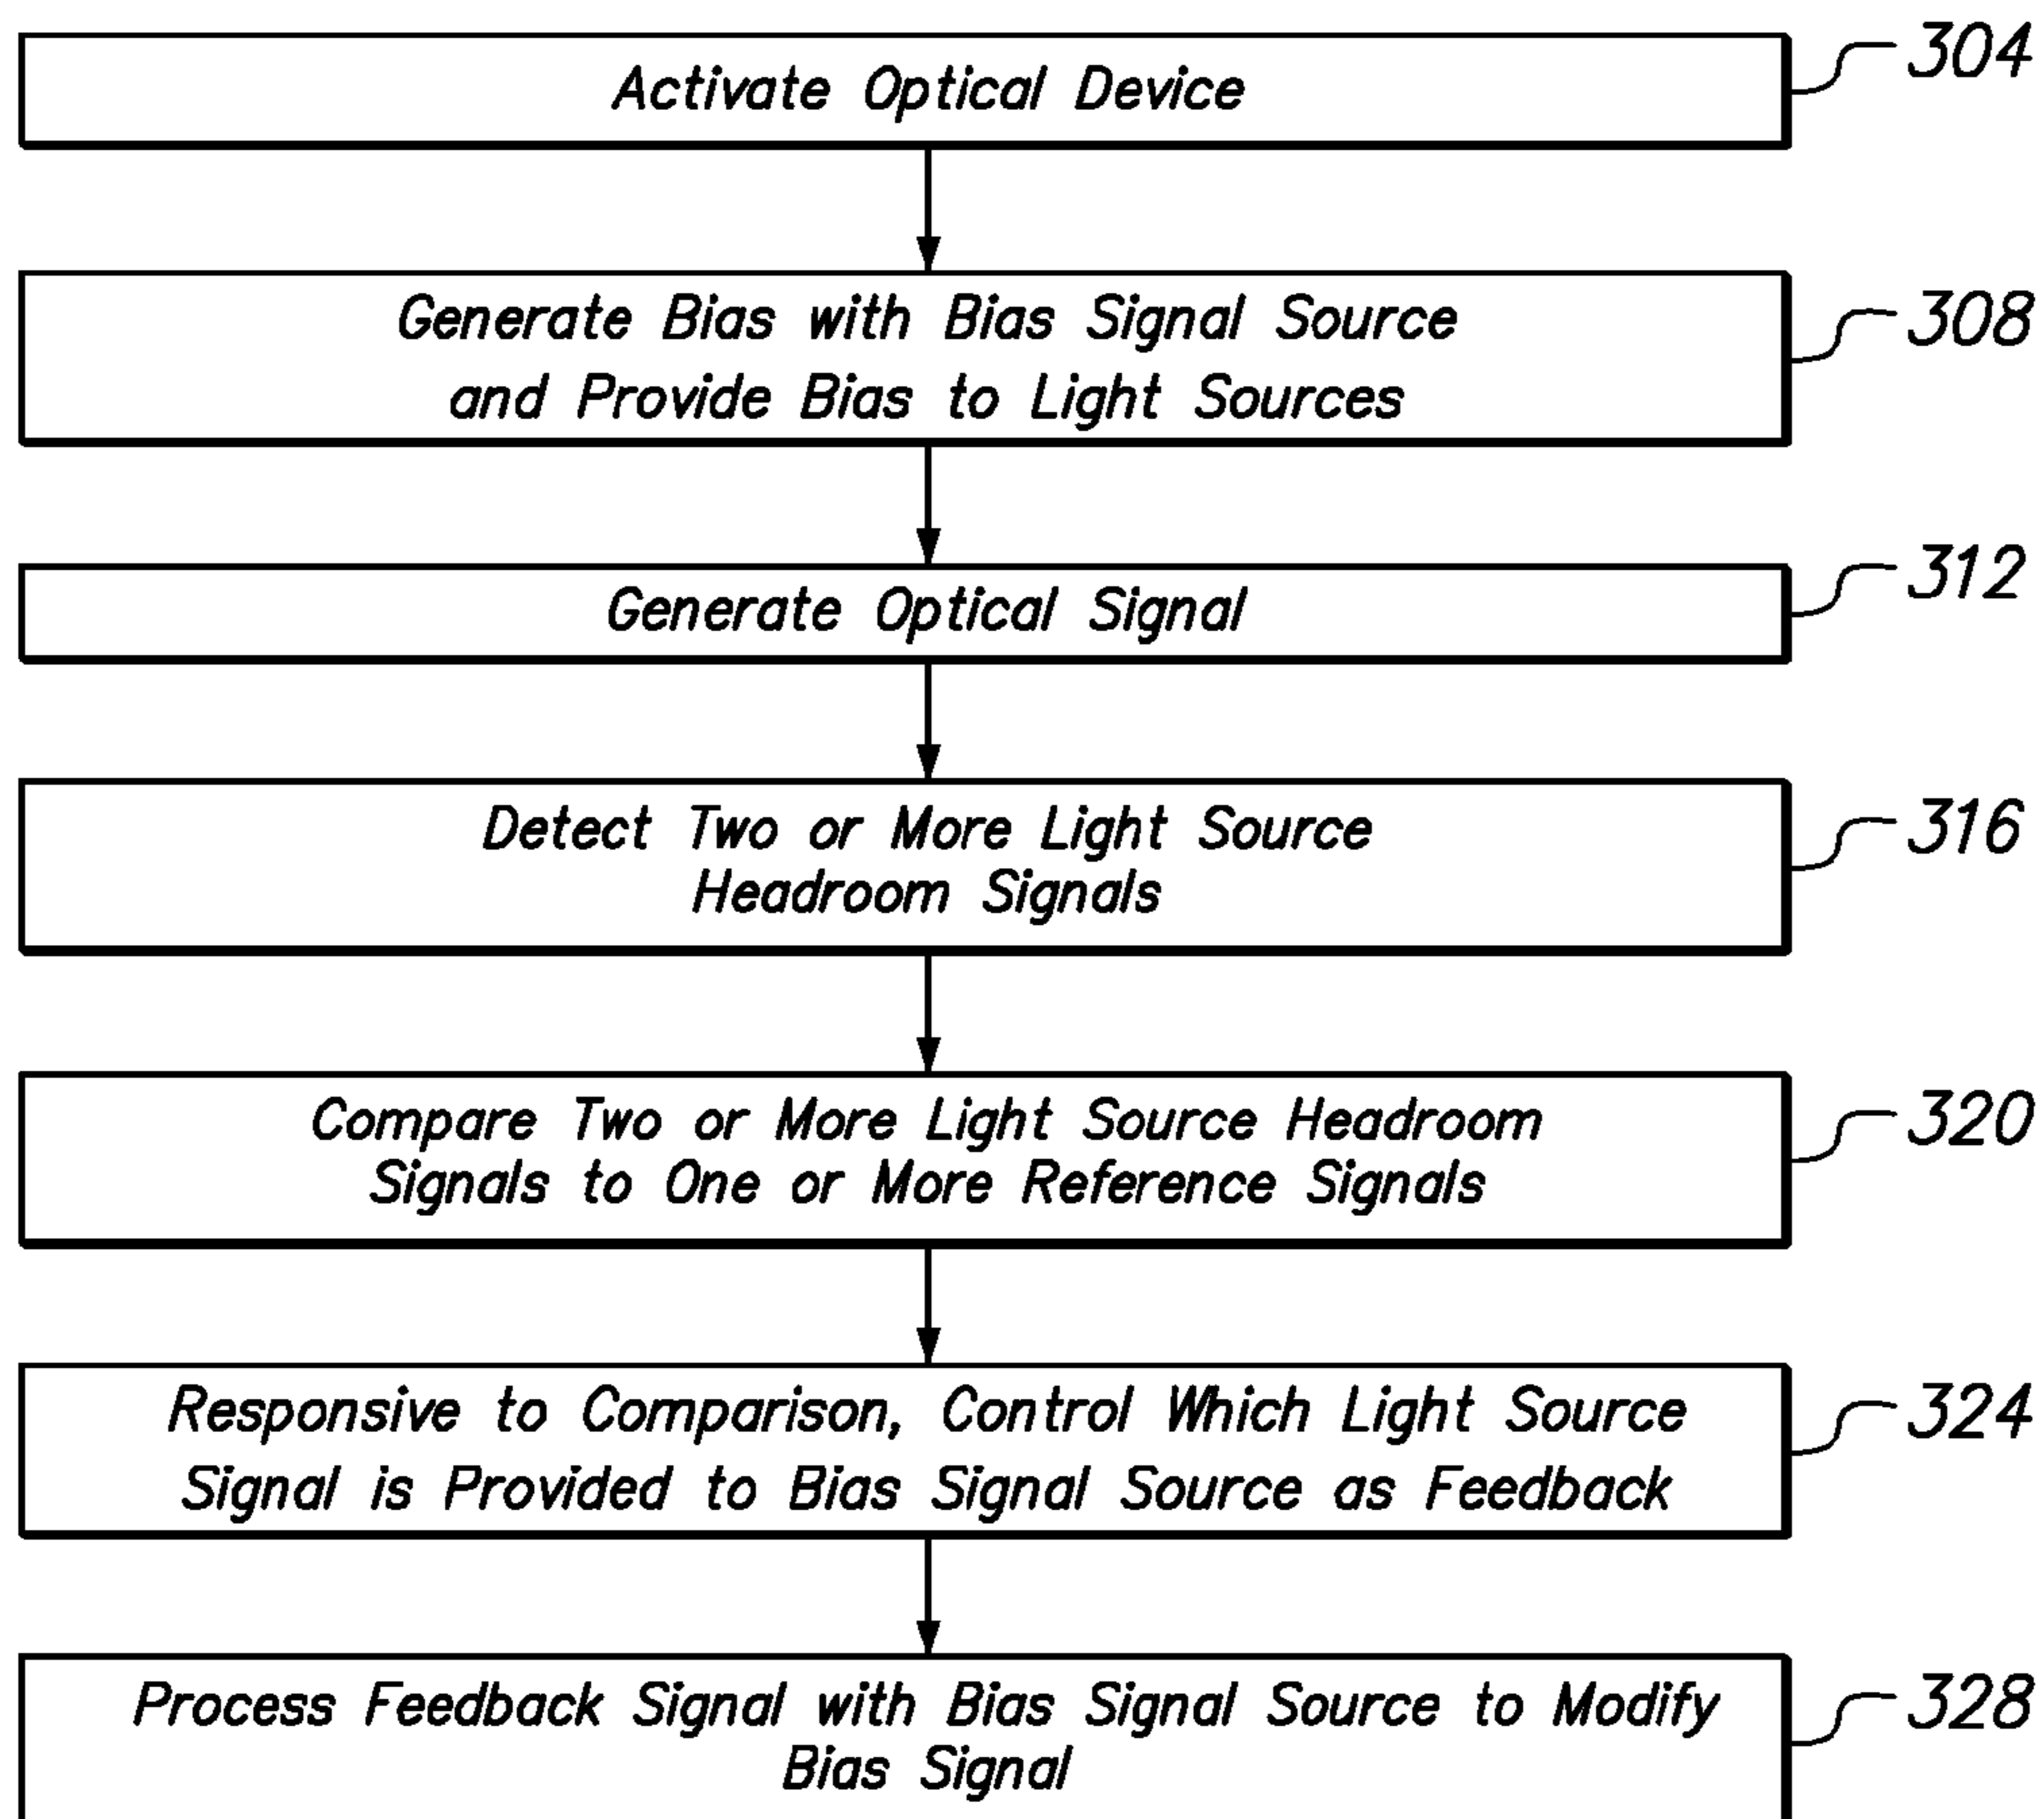 Activate Optical Device
304
Generate Bias with Bias Signal Source
and Provide Bias to Light Sources
308
Generate Optical Signal
312
Detect Two or More Light Source
Headroom Signals
316
Compare Two or More Light Source Headroom
Signals to One or More Reference Signals
320
Responsive to Comparison, Control Which Light Source
Signal is Provided to Bias Signal Source as Feedback
324
Process Feedback Signal with Bias Signal Source to Modify
Bias Signal
328